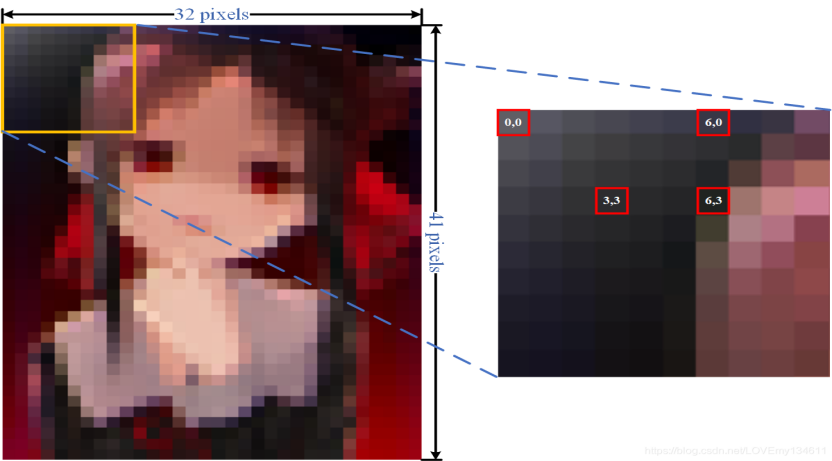 32 pixels
41 pixels
0,0
6,0
3,3
6,3
https://blog.csdn.net/LOVEmy134611